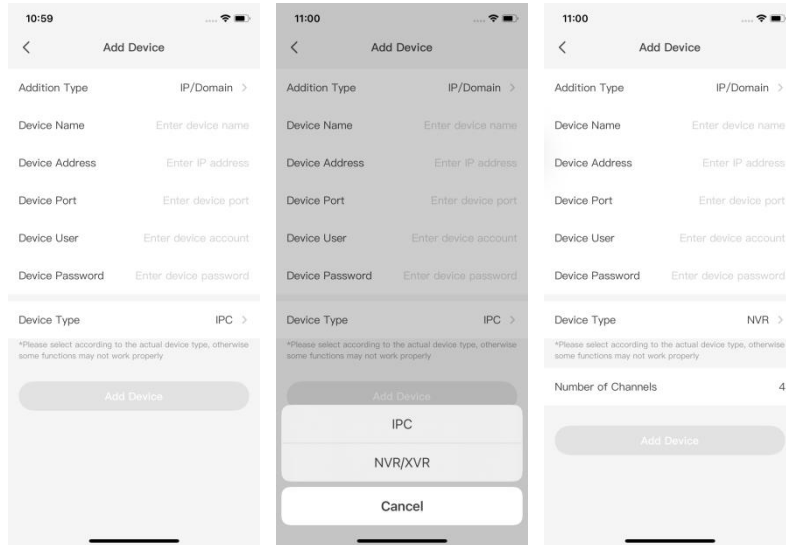 10:59
Add Device
Addition Type IP/Domain >
Device Name Enter device name
Device Address Enter IP address
Device Port Enter device port
Device User Enter device account
Device Password Enter device password
Device Type IPC >
*Please select according to the actual device type, otherwise
some functions may not work properly
Add Device
11:00
Add Device
Addition Type IP/Domain >
Device Name Enter device name
Device Address Enter IP address
Device Port Enter device port
Device User Enter device account
Device Password Enter device password
Device Type IPC >
*Please select according to the actual device type, otherwise
some functions may not work properly
Add Device
IPC
NVR/XVR
Cancel
11:00
Add Device
Addition Type IP/Domain >
Device Name Enter device name
Device Address Enter IP address
Device Port Enter device port
Device User Enter device account
Device Password Enter device password
Device Type NVR >
*Please select according to the actual device type, otherwise
some functions may not work properly
Number of Channels 4
Add Device